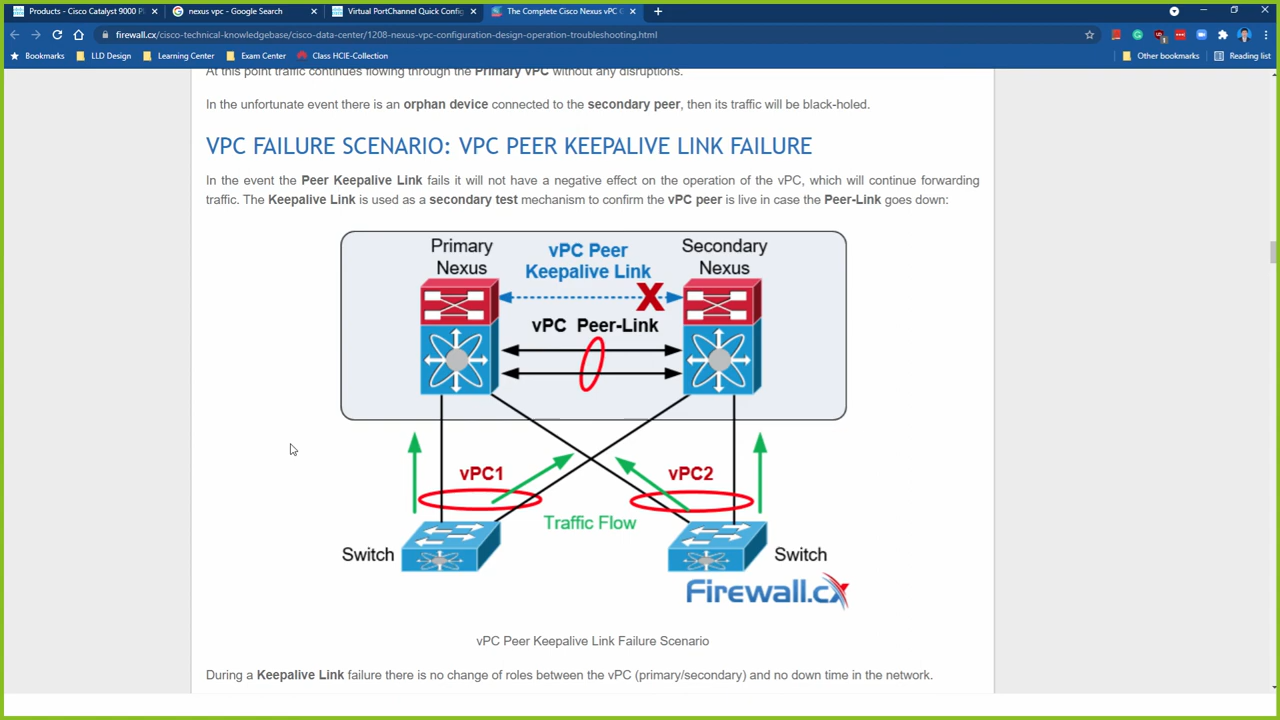 Products - Cisco Catalyst 9000 Pl
nexus vpc - Google Search
Virtual PortChannel Quick Config
The Complete Cisco Nexus vPC G
firewall.cx/cisco-technical-knowledgebase/cisco-data-center/1208-nexus-vpc-configuration-design-operation-troubleshooting.html
Bookmarks
LLD Design
Learning Center
Exam Center
Class HCIE-Collection
Other bookmarks
Reading list
At this point traffic continues flowing through the Primary vPC without any disruptions.
In the unfortunate event there is an orphan device connected to the secondary peer, then its traffic will be black-holed.
VPC FAILURE SCENARIO: VPC PEER KEEPALIVE LINK FAILURE
In the event the Peer Keepalive Link fails it will not have a negative effect on the operation of the vPC, which will continue forwarding
traffic. The Keepalive Link is used as a secondary test mechanism to confirm the vPC peer is live in case the Peer-Link goes down:
Primary
Nexus
vPC Peer
Keepalive Link
Secondary
Nexus
vPC Peer-Link
vPC1
vPC2
Traffic Flow
Switch
Switch
Firewall.cx
vPC Peer Keepalive Link Failure Scenario
During a Keepalive Link failure there is no change of roles between the vPC (primary/secondary) and no down time in the network.